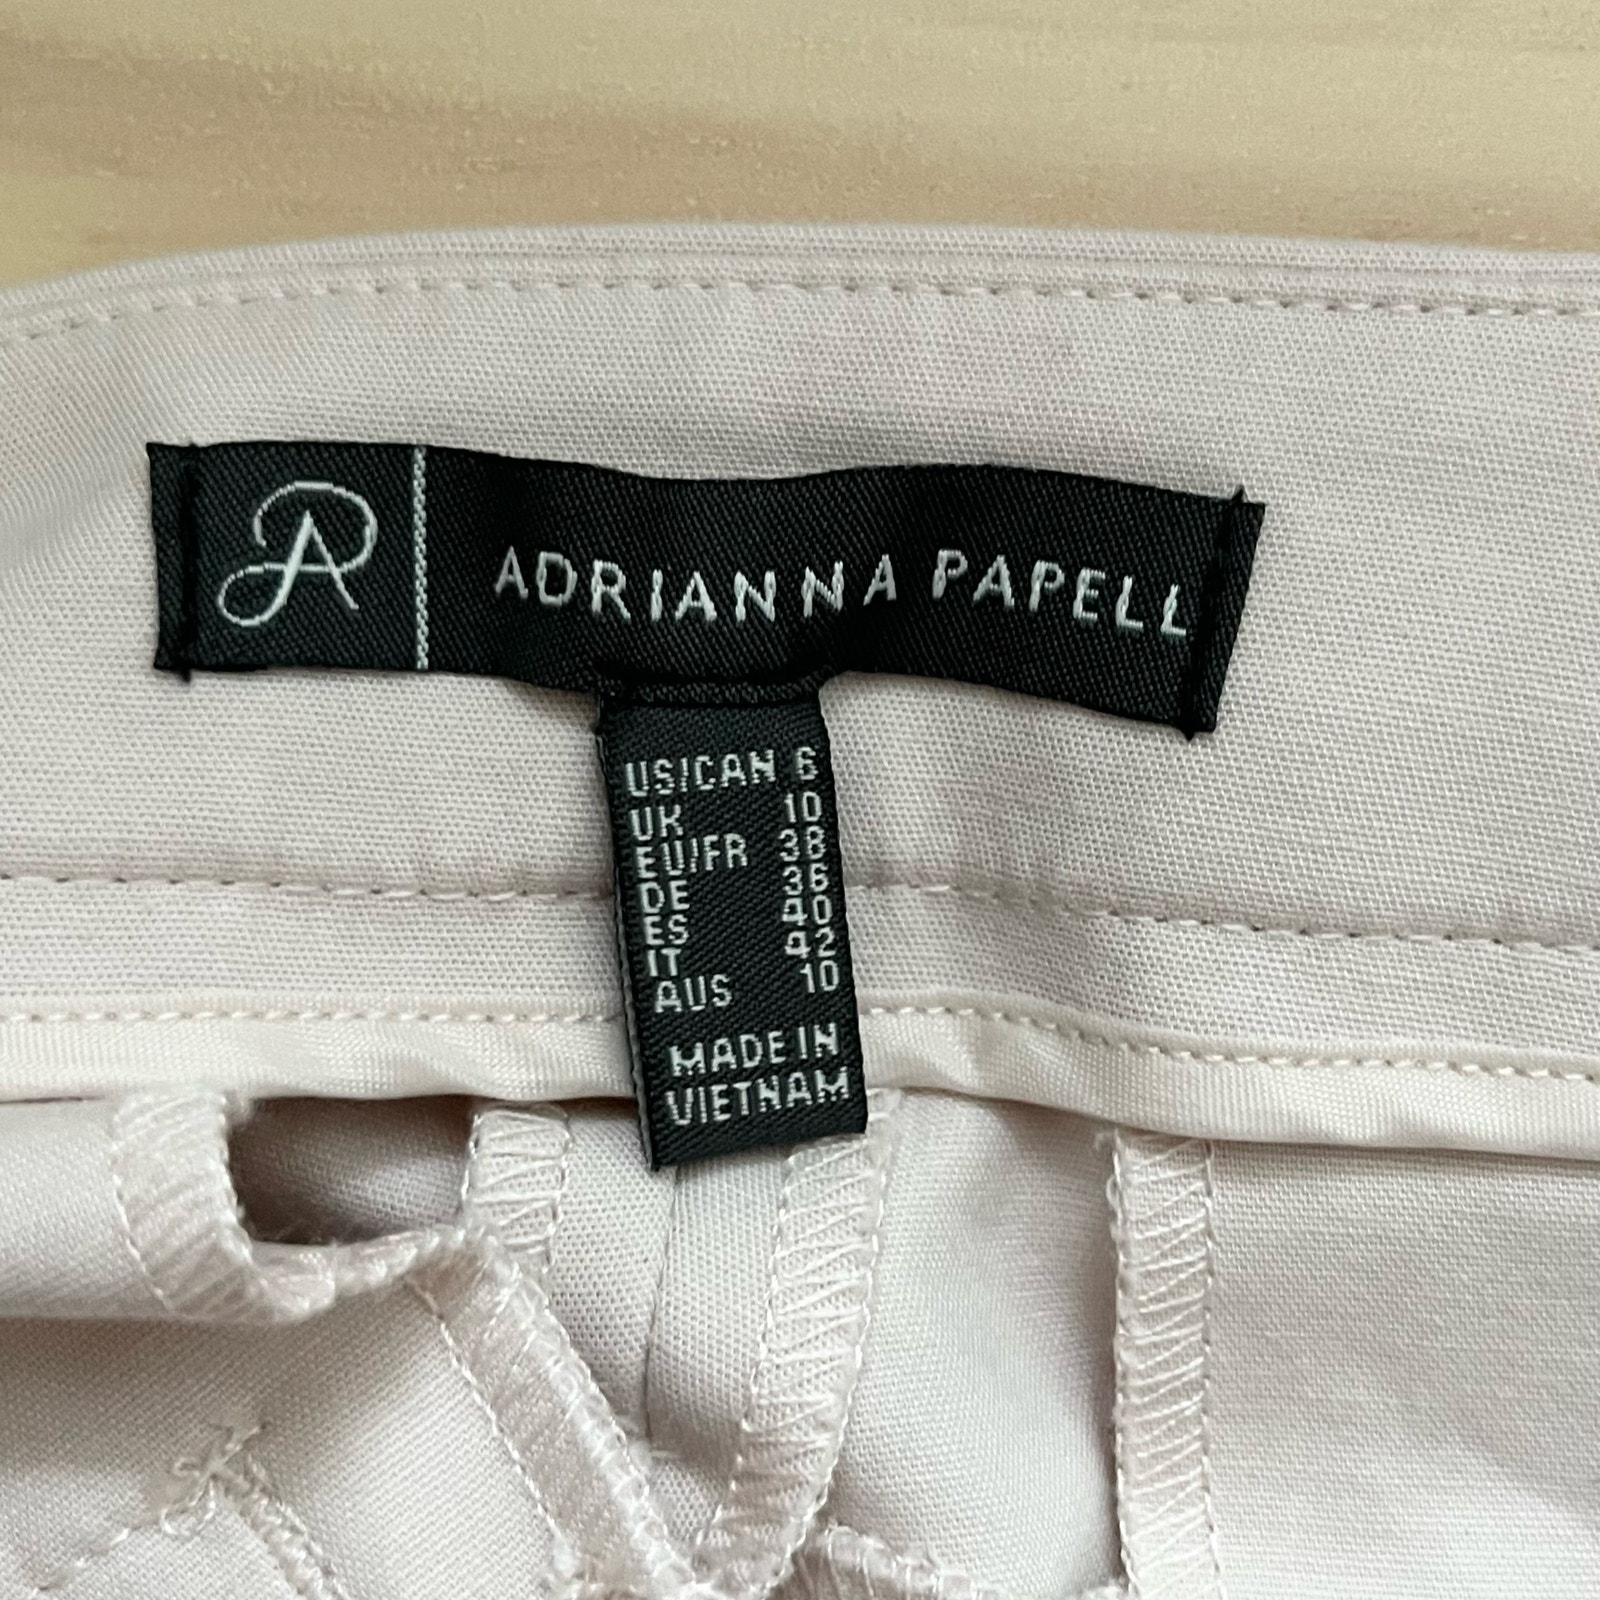 AP
ADRIANNA PAPELL
US/CAN 6
UK 10
EU/FR 38
DE 36
ES 40
IT 42
AUS 10
MADE IN
VIETNAM